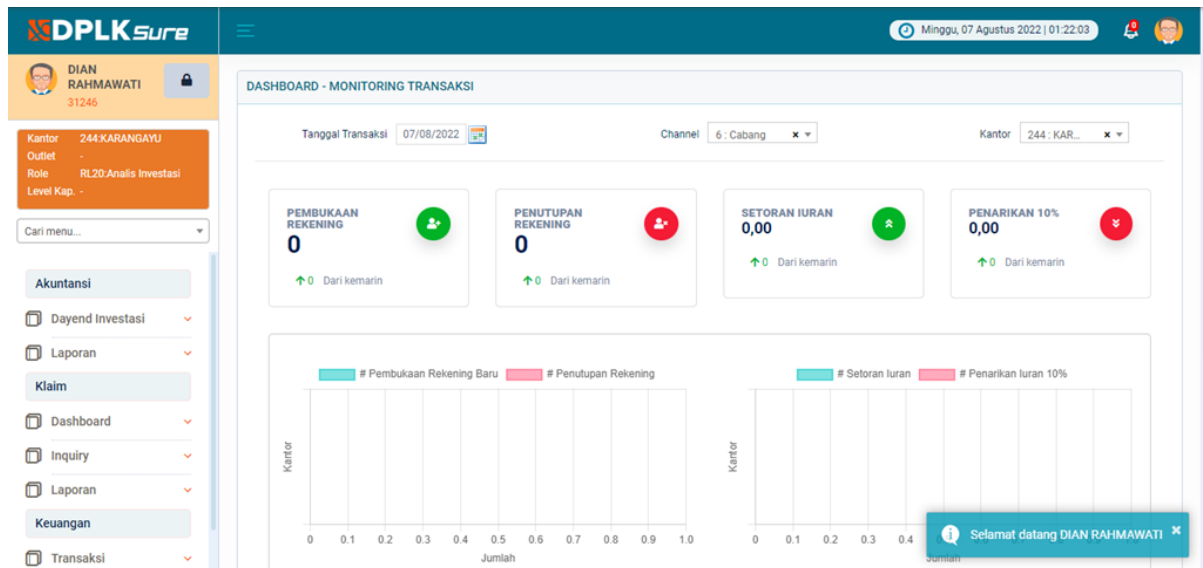 DPLKSure
Minggu, 07 Agustus 2022 | 01:22:03
DIAN
RAHMAWATI
31246
Kantor 244:KARANGAYU
Outlet -
Role RL20:Analis Investasi
Level Kap. -
Cari menu...
Akuntansi
Dayend Investasi
Laporan
Klaim
Dashboard
Inquiry
Laporan
Keuangan
Transaksi
DASHBOARD - MONITORING TRANSAKSI
Tanggal Transaksi 07/08/2022
Channel 6 : Cabang x
Kantor 244 : KAR... x
PEMBUKAAN
REKENING
0
0 Dari kemarin
PENUTUPAN
REKENING
0
0 Dari kemarin
SETORAN IURAN
0,00
0 Dari kemarin
PENARIKAN 10%
0,00
0 Dari kemarin
# Pembukaan Rekening Baru # Penutupan Rekening
Kantor
0 0.1 0.2 0.3 0.4 0.5 0.6 0.7 0.8 0.9 1.0
Jumlah
# Setoran Iuran # Penarikan Iuran 10%
Kantor
0 0.1 0.2 0.3 0.4
Jumlah
Selamat datang DIAN RAHMAWATI ×